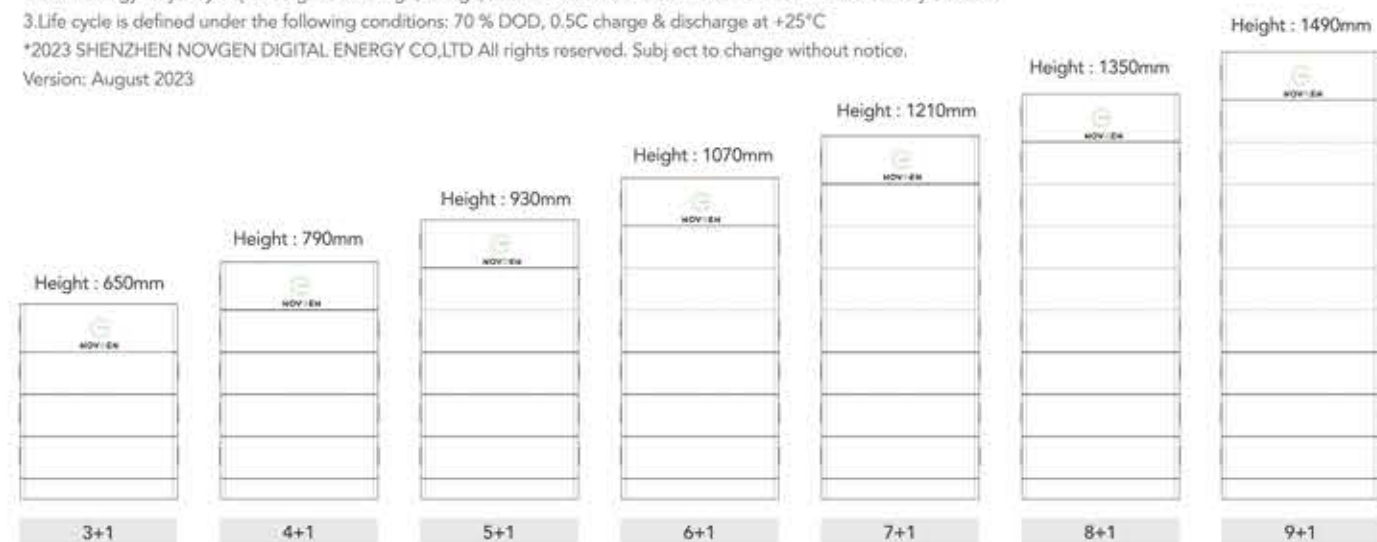 3.Life cycle is defined under the following conditions: 70 % DOD, 0.5C charge & discharge at +25°C
*2023 SHENZHEN NOVGEN DIGITAL ENERGY CO,LTD All rights reserved. Subj ect to change without notice.
Version: August 2023
Height : 650mm
Height : 790mm
Height : 930mm
Height : 1070mm
Height : 1210mm
Height : 1350mm
Height : 1490mm
3+1
4+1
5+1
6+1
7+1
8+1
9+1